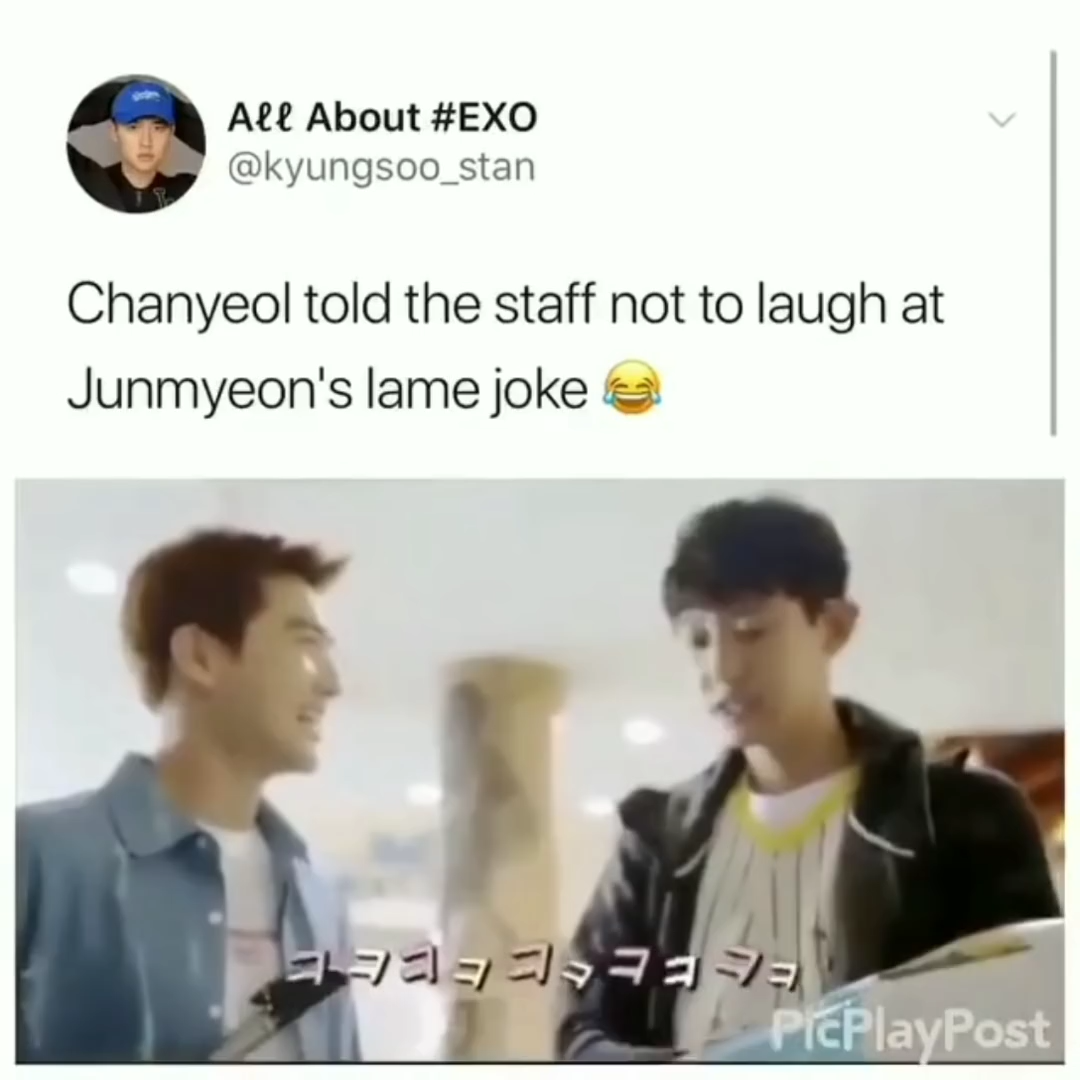 Aℓℓ About #EXO
@kyungsoo_stan
Chanyeol told the staff not to laugh at
Junmyeon's lame joke 😂
ㅋㅋㅋㅋㅋㅋㅋㅋㅋㅋ
PicPlayPost